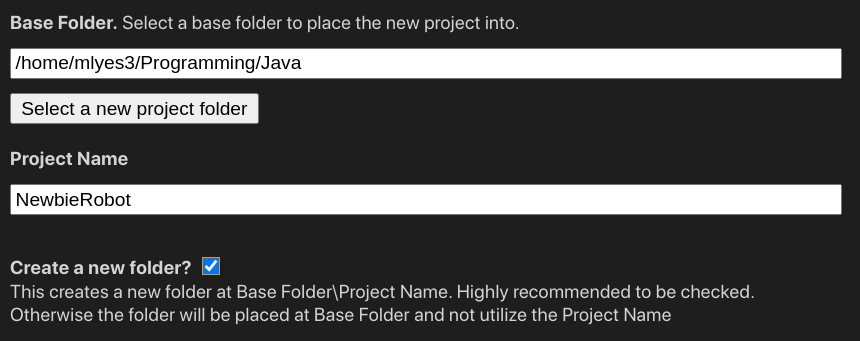 Base Folder. Select a base folder to place the new project into.
/home/mlyes3/Programming/Java
Select a new project folder
Project Name
NewbieRobot
Create a new folder?
This creates a new folder at Base Folder\Project Name. Highly recommended to be checked.
Otherwise the folder will be placed at Base Folder and not utilize the Project Name